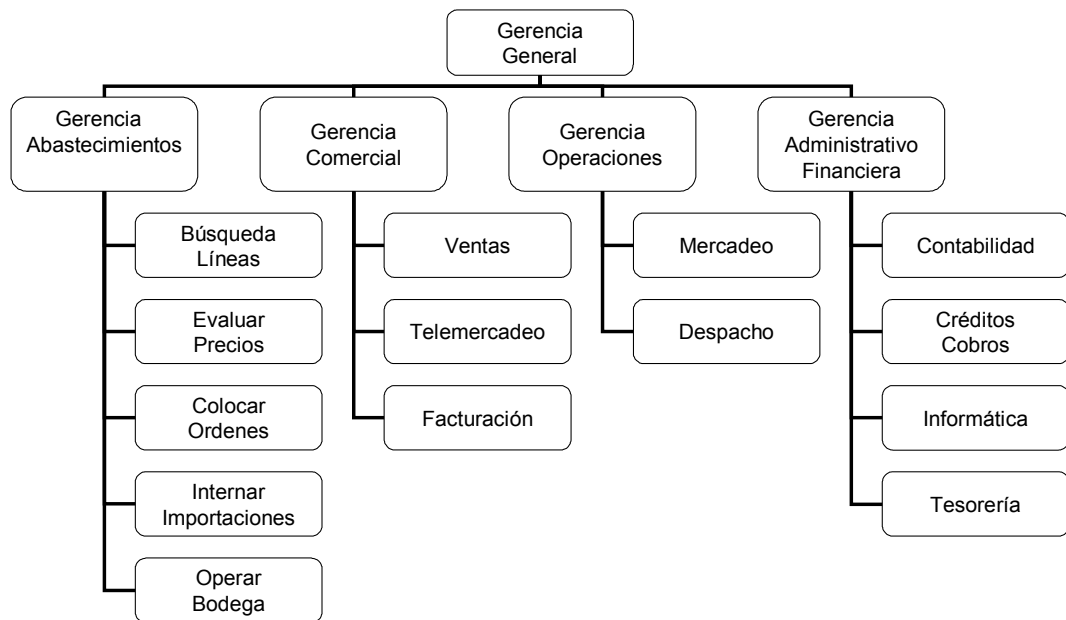 Gerencia
General
Gerencia
Abastecimientos
Gerencia
Comercial
Gerencia
Operaciones
Gerencia
Administrativo
Financiera
Búsqueda
Líneas
Ventas
Mercadeo
Contabilidad
Evaluar
Precios
Telemercadeo
Despacho
Créditos
Cobros
Colocar
Ordenes
Facturación
Informática
Internar
Importaciones
Tesorería
Operar
Bodega